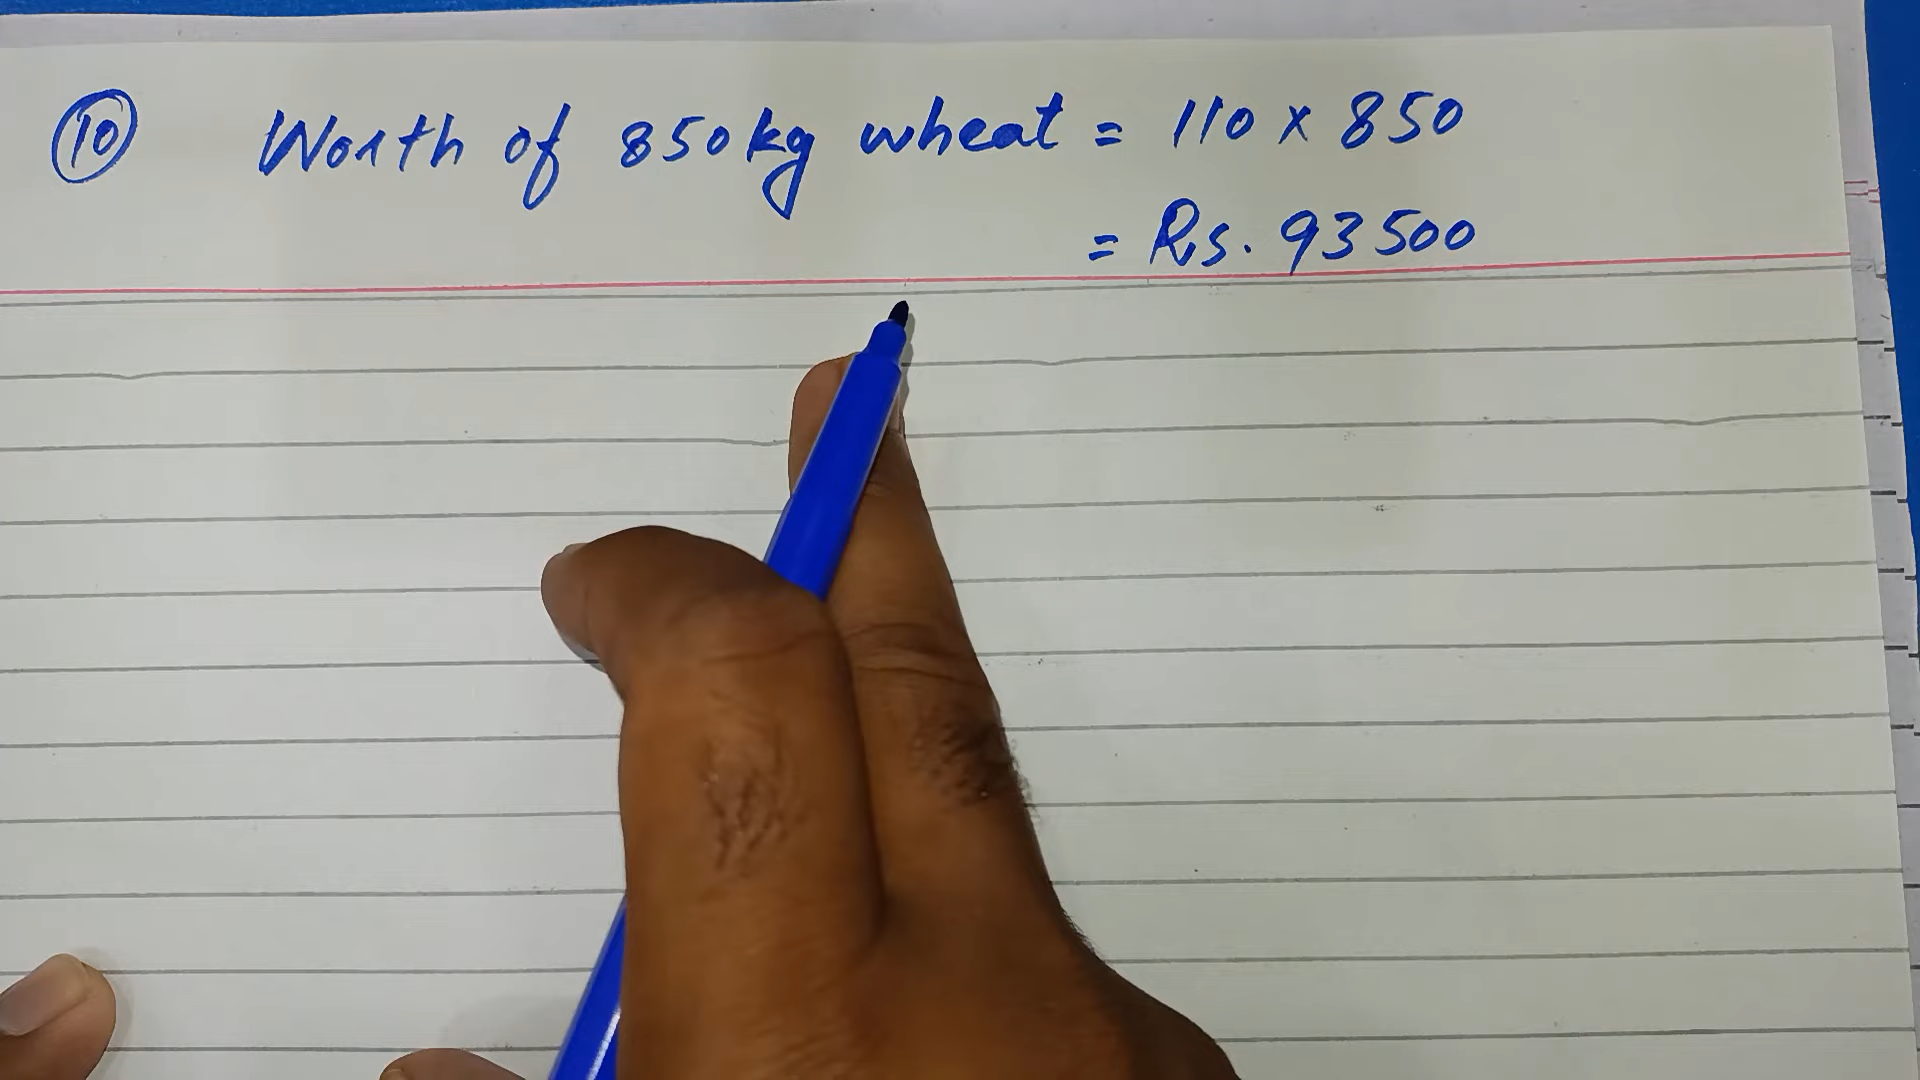 10 Worth of 850kg wheat = 110 × 850
= Rs. 93500